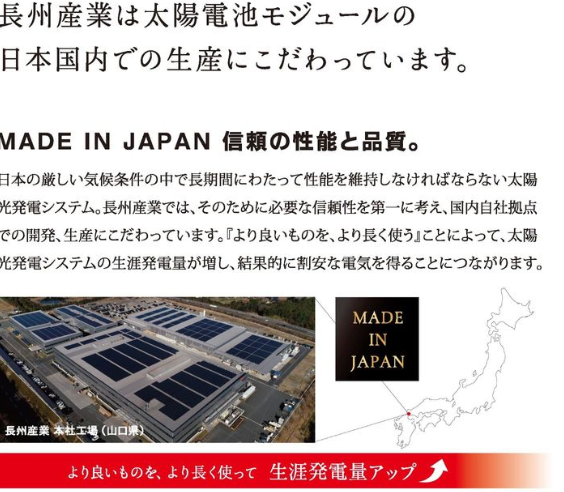 長州産業は太陽電池モジュールの
日本国内での生産にこだわっています。
MADE IN JAPAN 信頼の性能と品質。
日本の厳しい気候条件の中で長期間にわたって性能を維持しなければならない太陽
光発電システム。長州産業では、そのために必要な信頼性を第一に考え、国内自社拠点
での開発、生産にこだわっています。『より良いものを、より長く使う』ことによって、太陽
光発電システムの生涯発電量が増し、結果的に割安な電気を得ることにつながります。
MADE
IN
JAPAN
長州産業 本社工場（山口県）
より良いものを、より長く使って 生涯発電量アップ